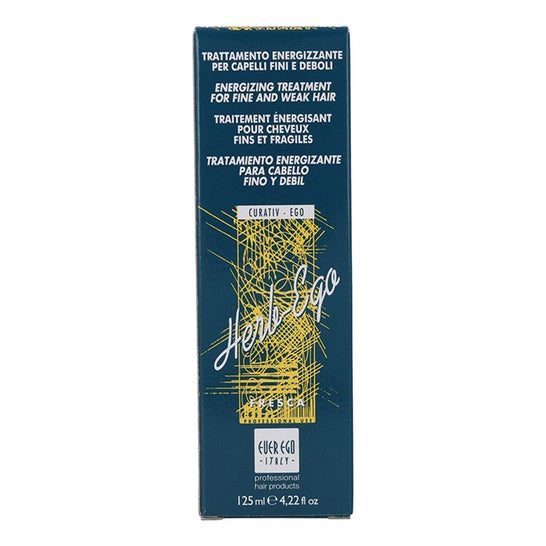 TRATTAMENTO ENERGIZZANTE
PER CAPELLI FINI E DEBOLI
ENERGIZING TREATMENT
FOR FINE AND WEAK HAIR
TRAITEMENT ÉNERGISANT
POUR CHEVEUX
FINS ET FRAGILES
TRATAMIENTO ENERGIZANTE
PARA CABELLO
FINO Y DEBIL
CURATIV - EGO
Herb-Ego
FRESCA
PROFESSIONAL USE
EVER EGO
- ITALY -
professional
hair products
125 ml e 4,22 fl oz